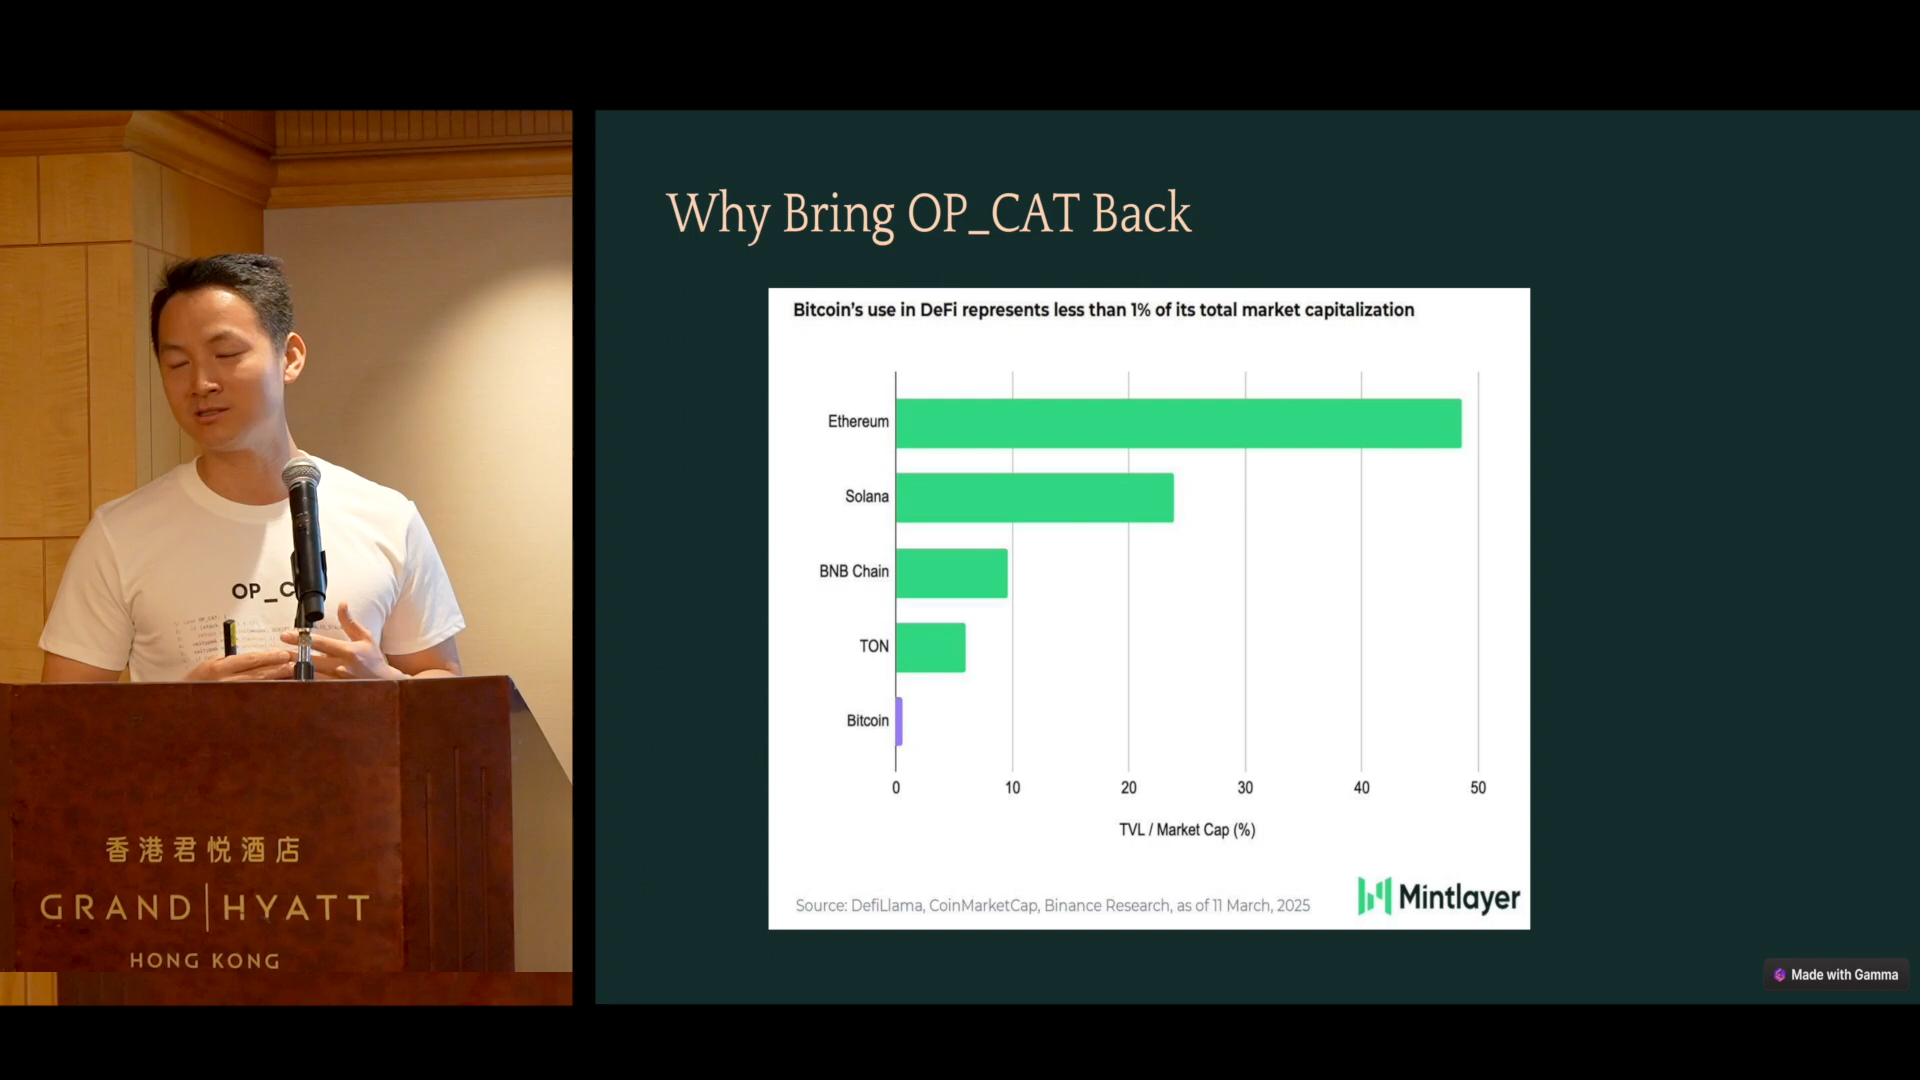 OP_C
香港君悦酒店
GRAND HYATT
HONG KONG
Why Bring OP_CAT Back
Bitcoin's use in DeFi represents less than 1% of its total market capitalization
Ethereum
Solana
BNB Chain
TON
Bitcoin
0 10 20 30 40 50
TVL / Market Cap (%)
Source: DefiLlama, CoinMarketCap, Binance Research, as of 11 March, 2025
Mintlayer
Made with Gamma